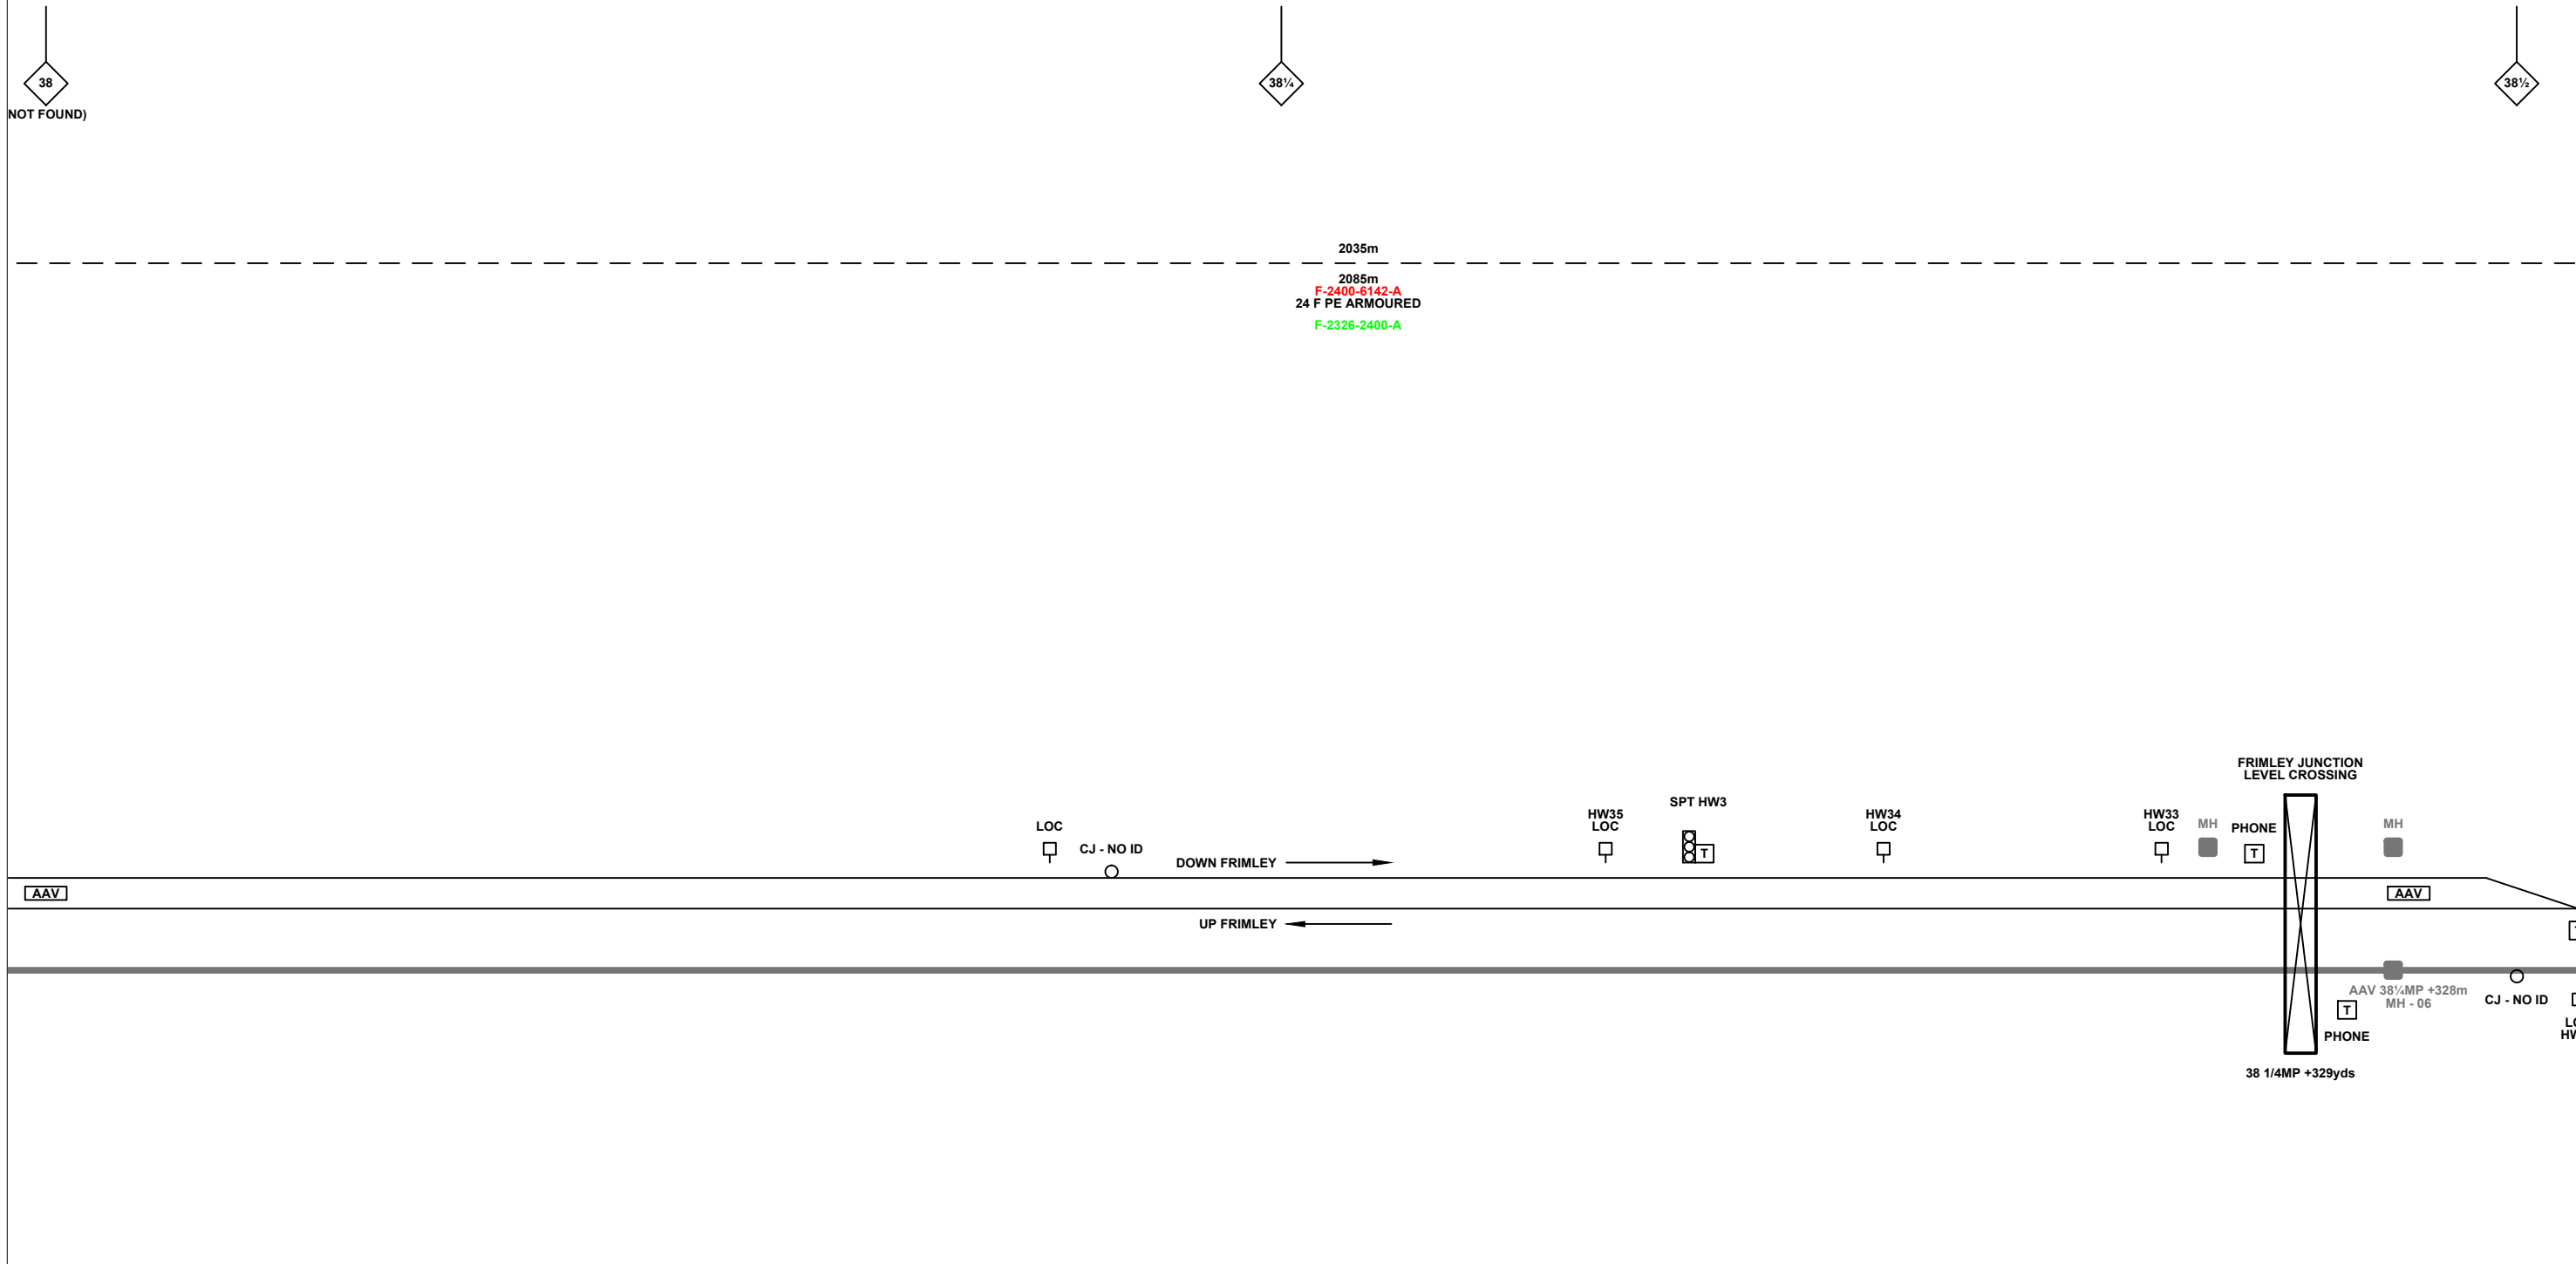 38
38¼
38½
NOT FOUND)
2035m
2085m
F-2400-6142-A
24 F PE ARMOURED
F-2326-2400-A
FRIMLEY JUNCTION
LEVEL CROSSING
SPT HW3
HW35
LOC
HW34
LOC
HW33
LOC
MH
PHONE
MH
LOC
CJ - NO ID
T
T
DOWN FRIMLEY
AAV
AAV
UP FRIMLEY
AAV 38¼MP +328m
MH - 06
CJ - NO ID
T
PHONE
38 1/4MP +329yds